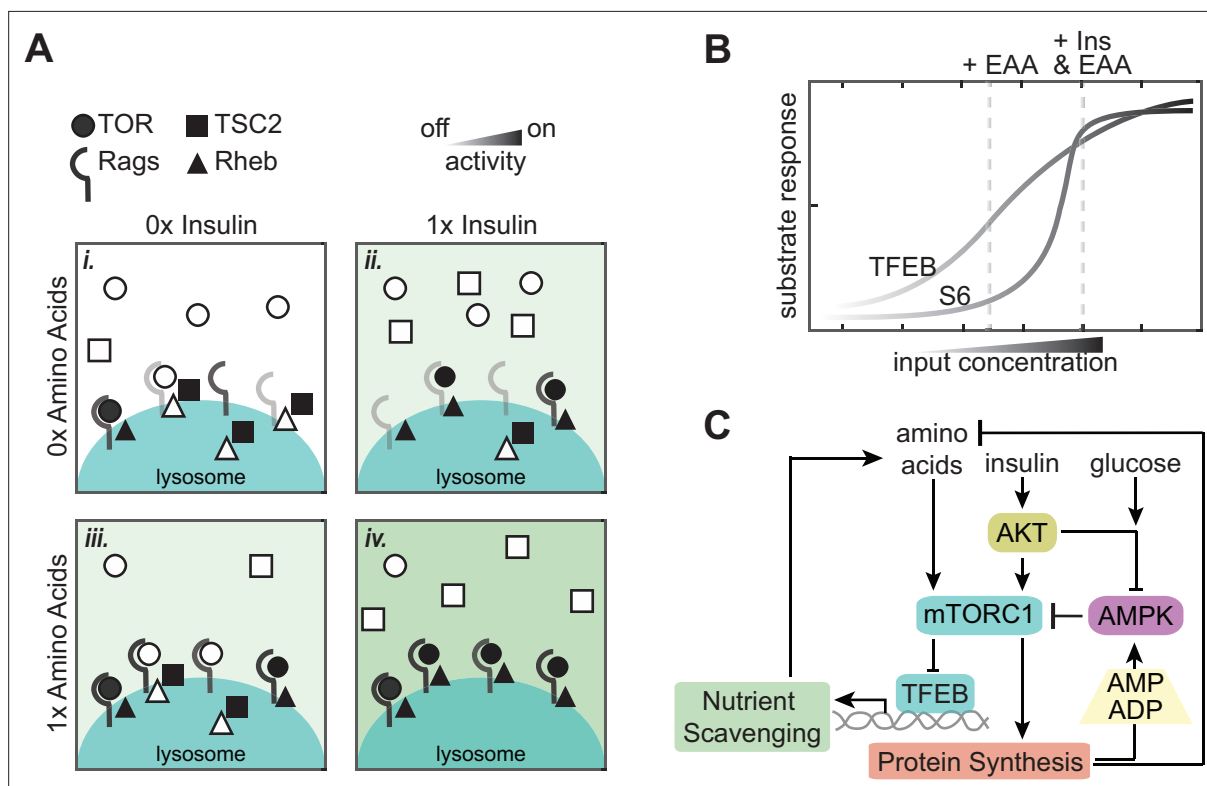 A
TOR
TSC2
Rags
Rheb
off
on
activity
0x Insulin
1x Insulin
0x Amino Acids
i.
lysosome
ii.
lysosome
1x Amino Acids
iii.
lysosome
iv.
lysosome
B
+ EAA
+ Ins
& EAA
substrate response
TFEB
S6
input concentration
C
amino
acids
insulin
glucose
AKT
mTORC1
AMPK
TFEB
AMP
ADP
Nutrient
Scavenging
Protein Synthesis